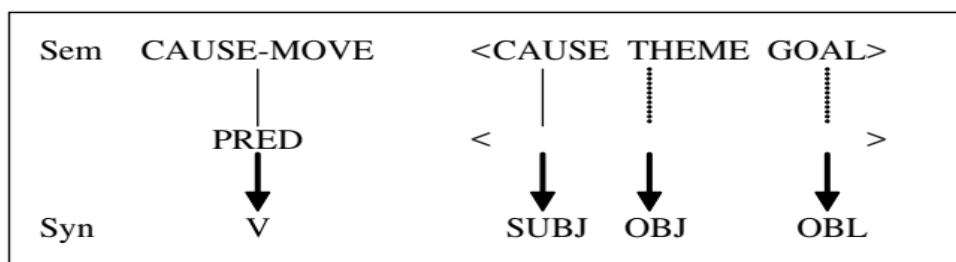 Sem CAUSE-MOVE <CAUSE THEME GOAL>
PRED < >
Syn V SUBJ OBJ OBL